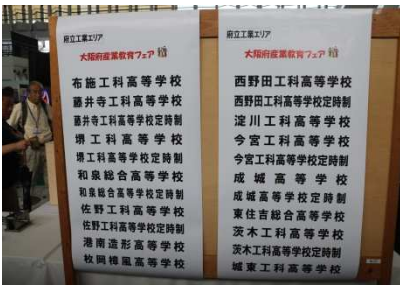 府立工業エリア
大阪府産業教育フェア
布施工科高等学校
藤井寺工科高等学校
藤井寺工科高等学校定時制
堺工科高等学校
堺工科高等学校定時制
和泉総合高等学校
和泉総合高等学校定時制
佐野工科高等学校
佐野工科高等学校定時制
港南造形高等学校
枚岡樟風高等学校
府立工業エリア
大阪府産業教育フェア
西野田工科高等学校
西野田工科高等学校定時制
淀川工科高等学校
今宮工科高等学校
今宮工科高等学校定時制
成城高等学校
成城高等学校定時制
東住吉総合高等学校
茨木工科高等学校
茨木工科高等学校定時制
城東工科高等学校